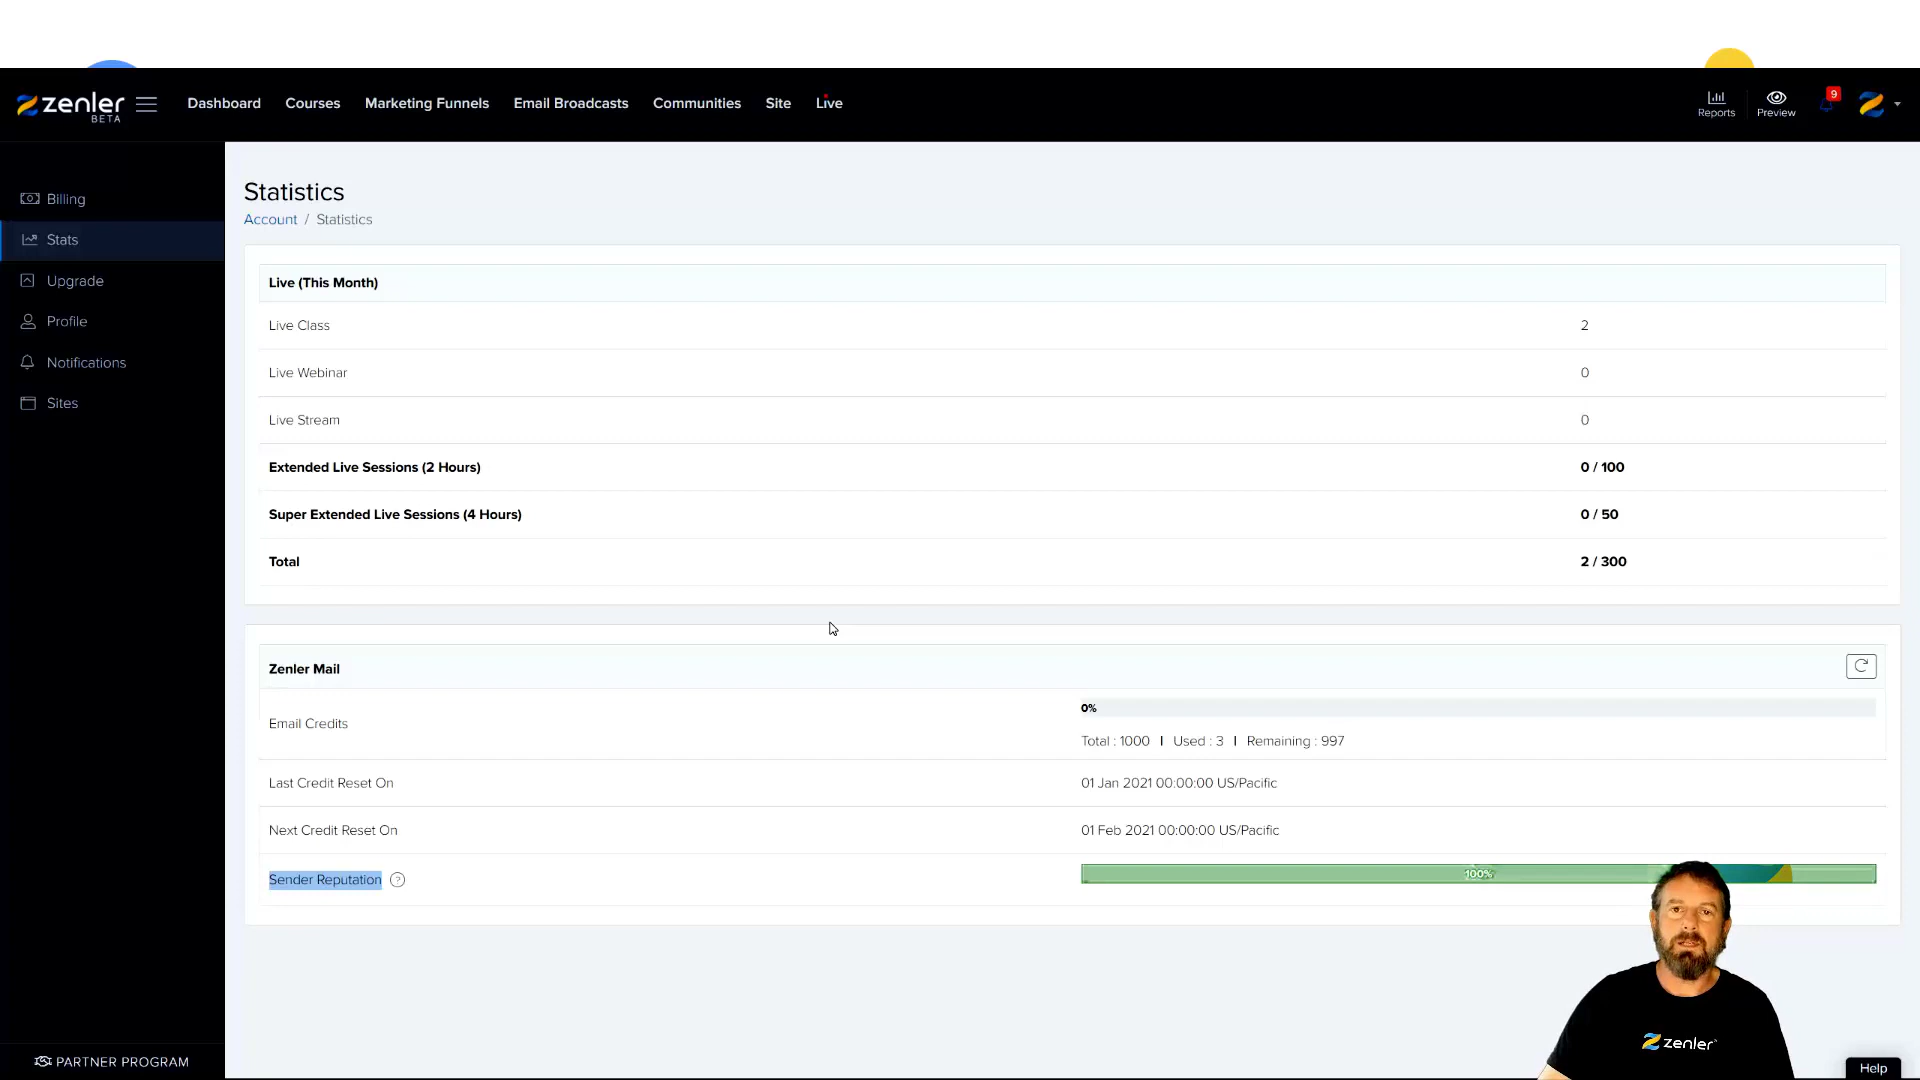 zenler
BETA
Dashboard
Courses
Marketing Funnels
Email Broadcasts
Communities
Site
Live
Reports
Preview
9
Billing
Stats
Upgrade
Profile
Notifications
Sites
PARTNER PROGRAM
Statistics
Account / Statistics
Live (This Month)
Live Class 2
Live Webinar 0
Live Stream 0
Extended Live Sessions (2 Hours) 0 / 100
Super Extended Live Sessions (4 Hours) 0 / 50
Total 2 / 300
Zenler Mail
Email Credits
0%
Total : 1000 | Used : 3 | Remaining : 997
Last Credit Reset On 01 Jan 2021 00:00:00 US/Pacific
Next Credit Reset On 01 Feb 2021 00:00:00 US/Pacific
Sender Reputation ? 100%
zenler
Help